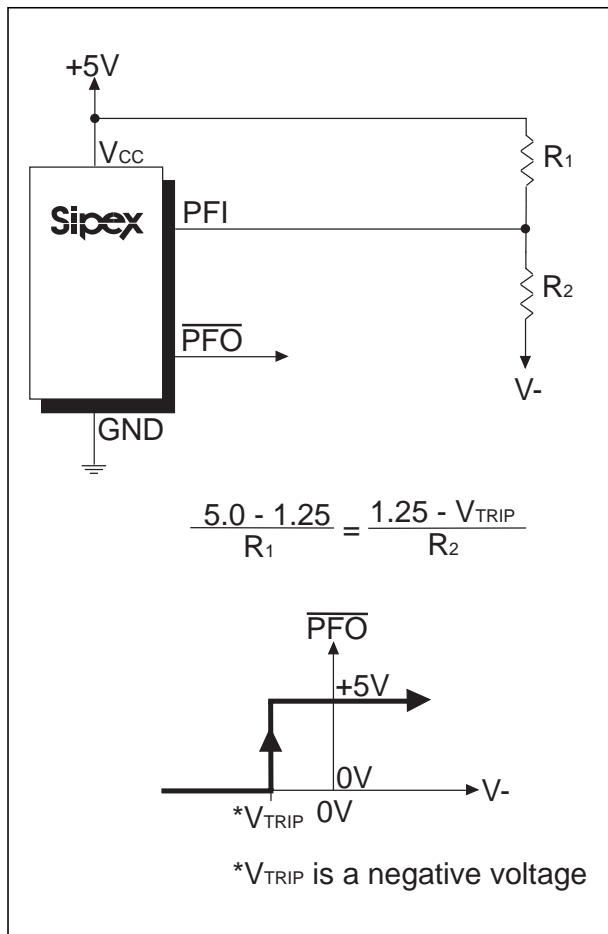 +5V
VCC
R1
Sipex
PFI
R2
PFO
V-
GND
5.0 - 1.25 / R1 = 1.25 - VTRIP / R2
PFO
+5V
0V
V-
*VTRIP 0V
*VTRIP is a negative voltage